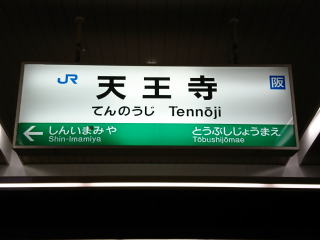 JR 天王寺 阪
てんのうじ Tennōji
← しんいまみや とうぶしじょうまえ
Shin-Imamiya Tōbushijōmae